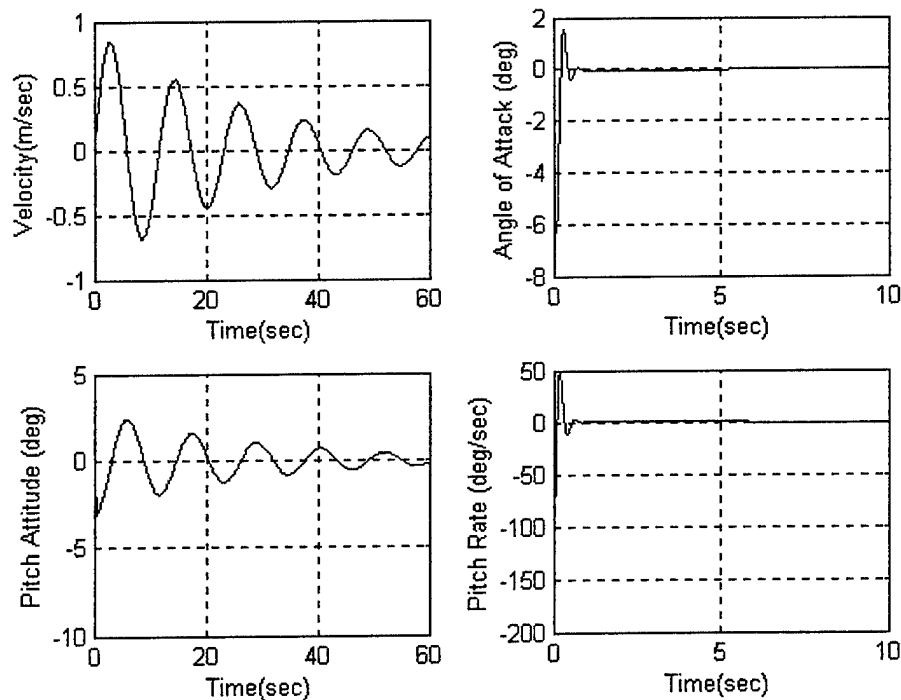 Velocity(m/sec)
1
0.5
0
-0.5
-1
0 20 40 60
Time(sec)
Angle of Attack (deg)
2
0
-2
-4
-6
-8
0 5 10
Time(sec)
Pitch Attitude (deg)
5
0
-5
-10
0 20 40 60
Time(sec)
Pitch Rate (deg/sec)
50
0
-50
-100
-150
-200
0 5 10
Time(sec)